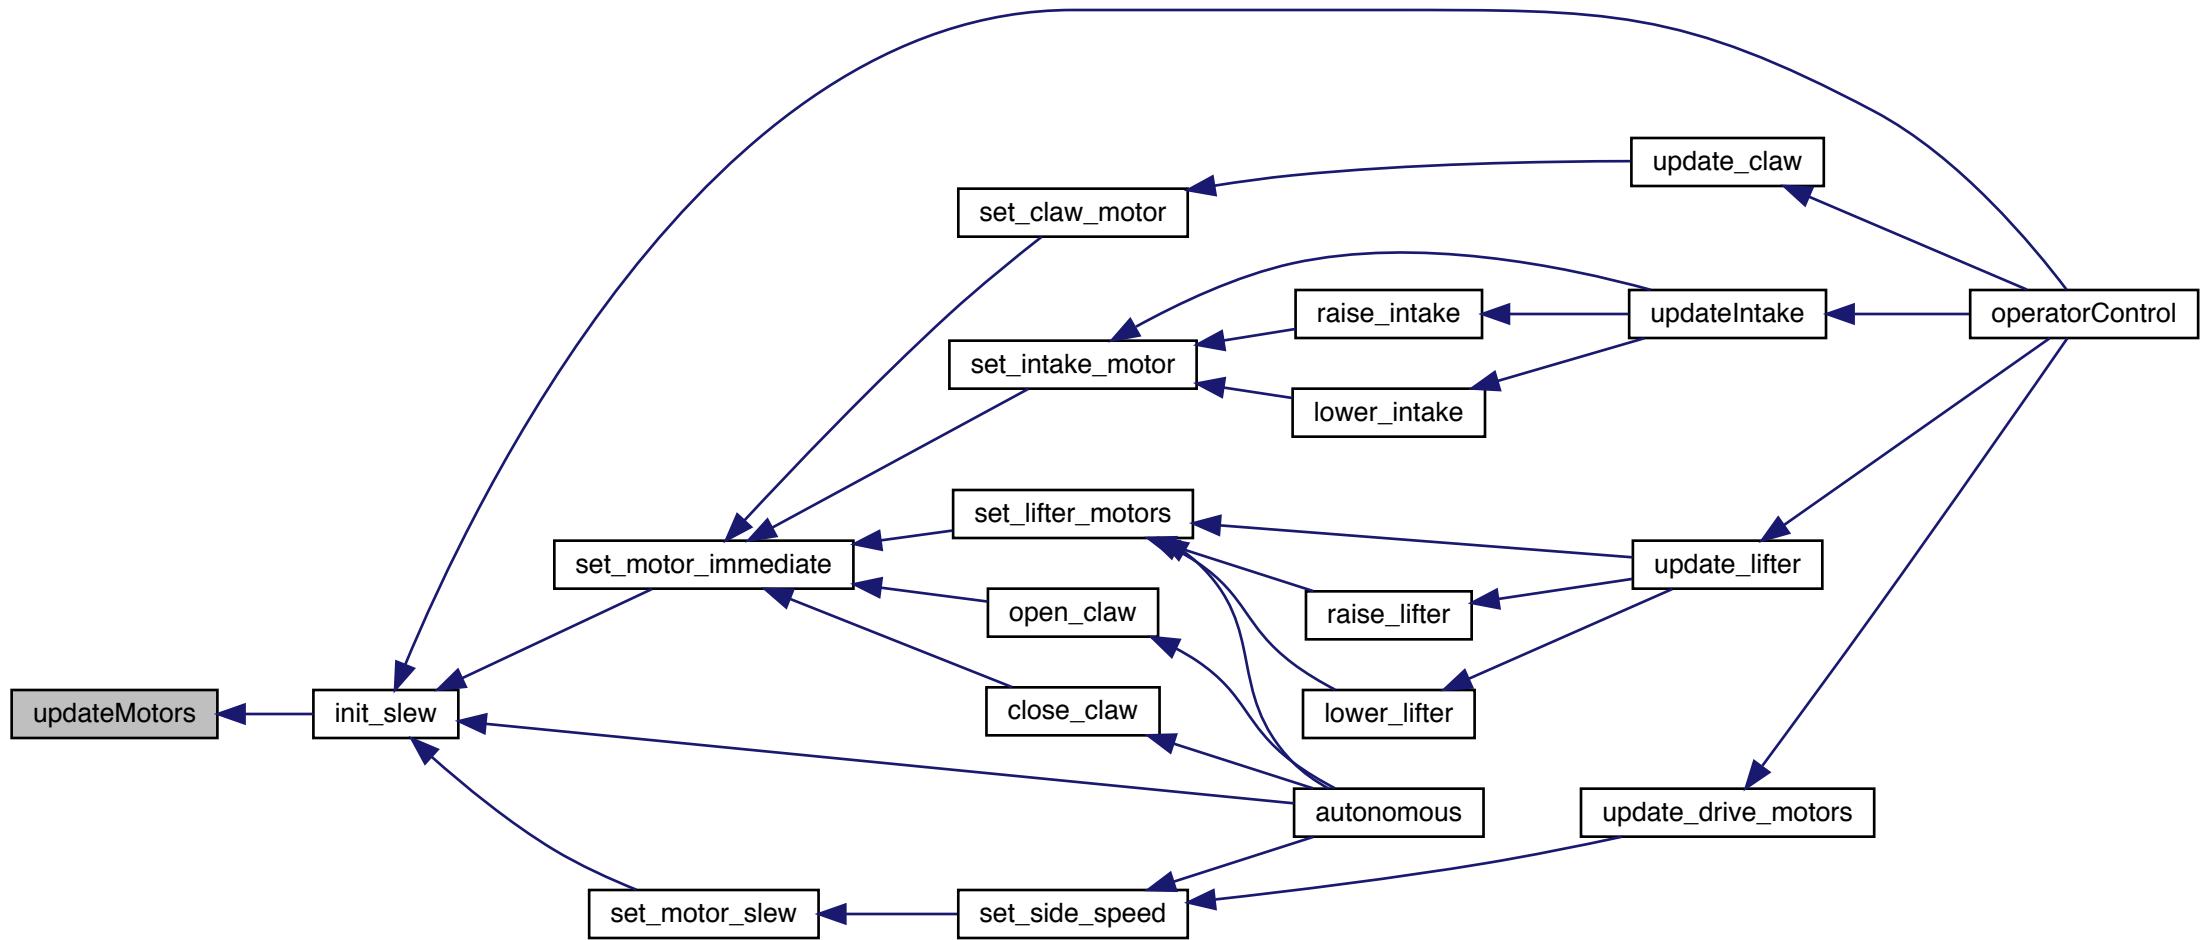 update_claw
set_claw_motor
raise_intake
updateIntake
operatorControl
set_intake_motor
lower_intake
set_lifter_motors
set_motor_immediate
update_lifter
open_claw
raise_lifter
close_claw
updateMotors
init_slew
lower_lifter
autonomous
update_drive_motors
set_motor_slew
set_side_speed